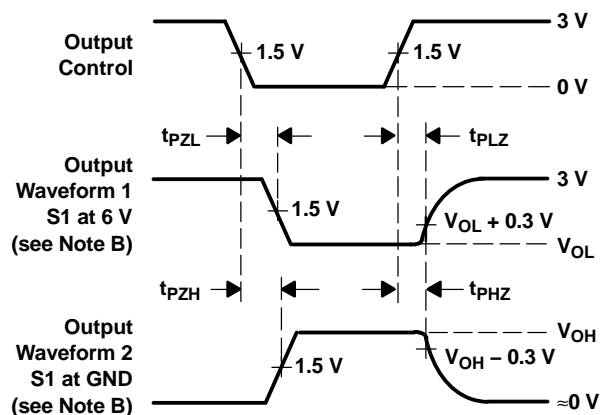 Output
Control
1.5 V
1.5 V
3 V
0 V
tPZL
tPLZ
Output
Waveform 1
S1 at 6 V
(see Note B)
1.5 V
3 V
VOL + 0.3 V
VOL
tPZH
tPHZ
Output
Waveform 2
S1 at GND
(see Note B)
1.5 V
VOH
VOH − 0.3 V
≈0 V